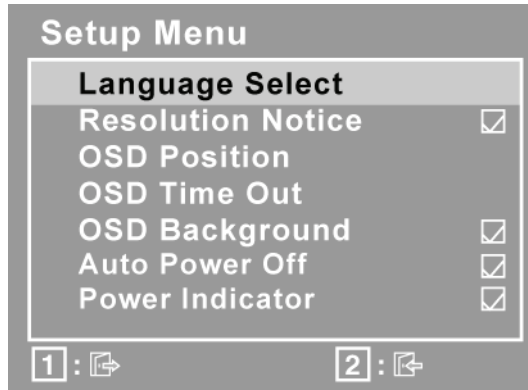 Setup Menu
Language Select
Resolution Notice
OSD Position
OSD Time Out
OSD Background
Auto Power Off
Power Indicator
1 : 2 :